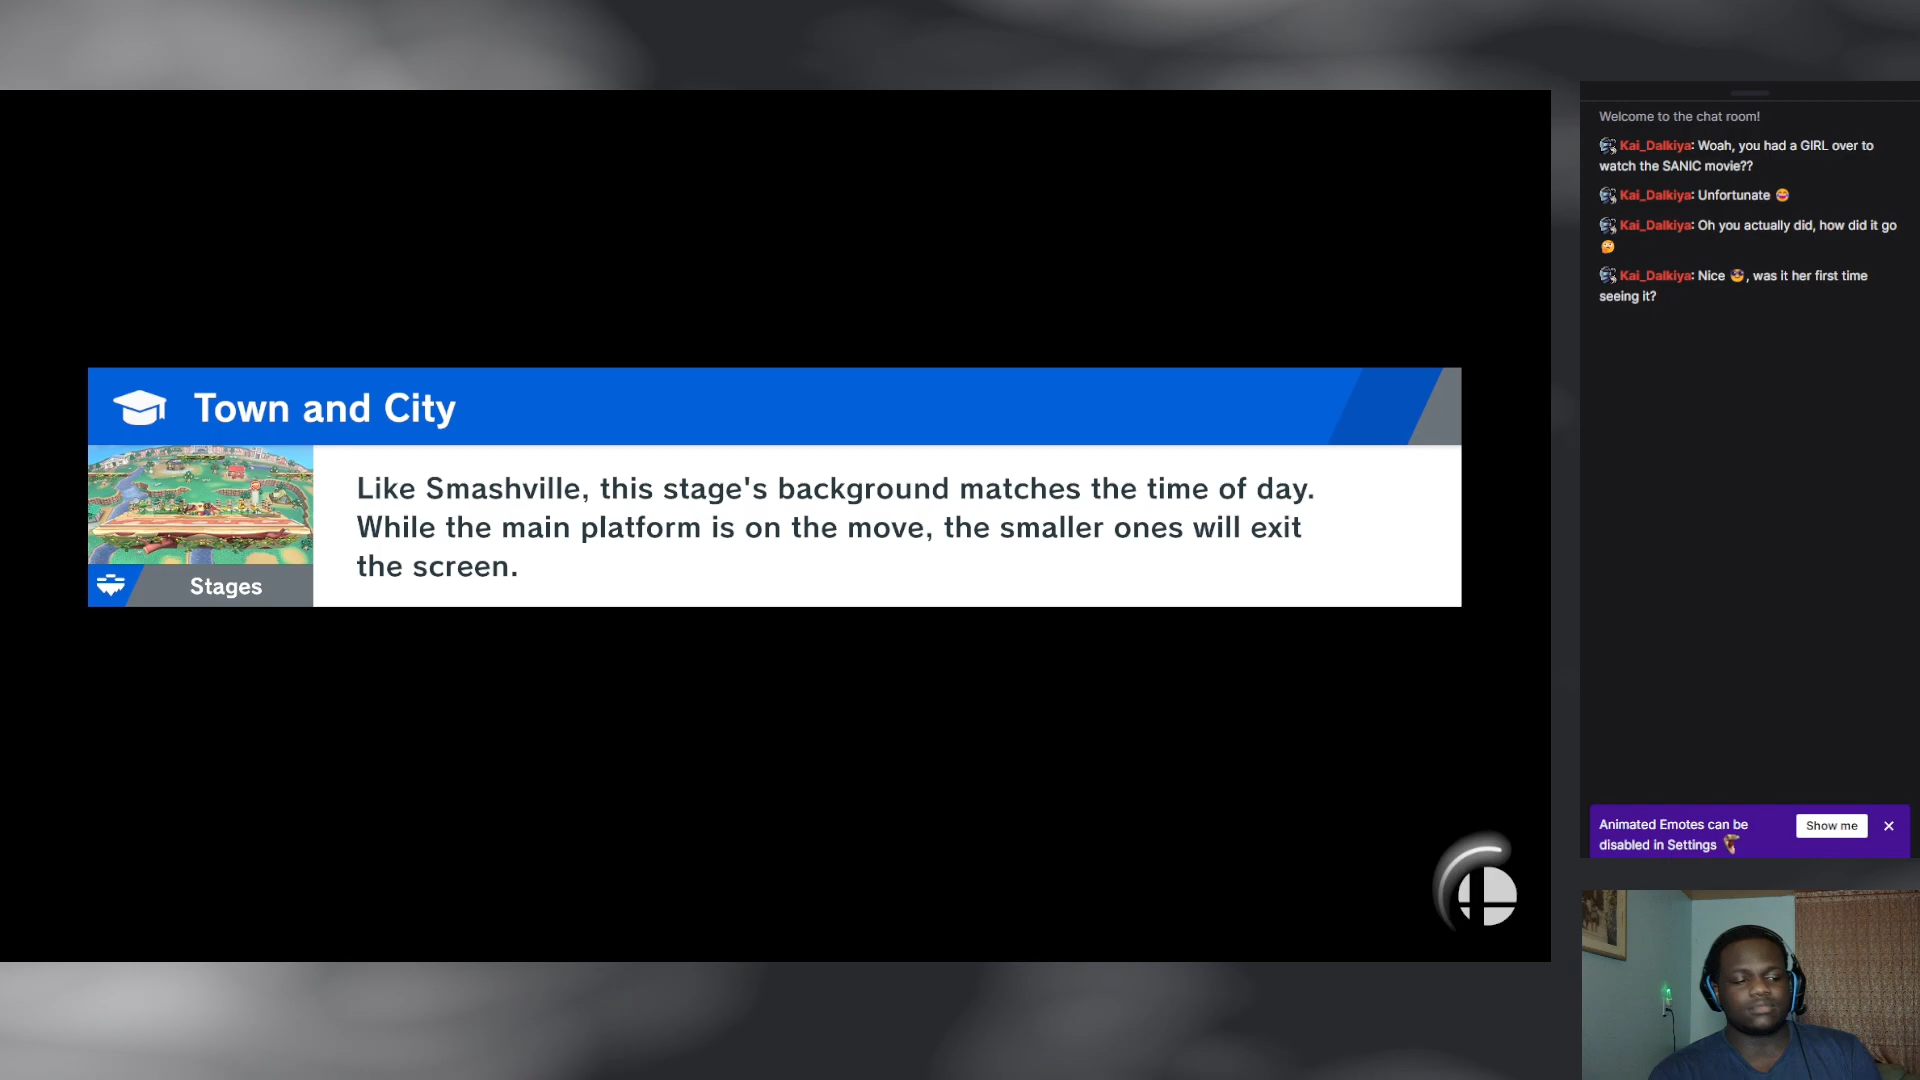 Town and City
Like Smashville, this stage's background matches the time of day.
While the main platform is on the move, the smaller ones will exit
the screen.
Stages
Welcome to the chat room!
Kai_Dalkiya: Woah, you had a GIRL over to
watch the SANIC movie??
Kai_Dalkiya: Unfortunate
Kai_Dalkiya: Oh you actually did, how did it go
Kai_Dalkiya: Nice , was it her first time
seeing it?
Animated Emotes can be
disabled in Settings
Show me